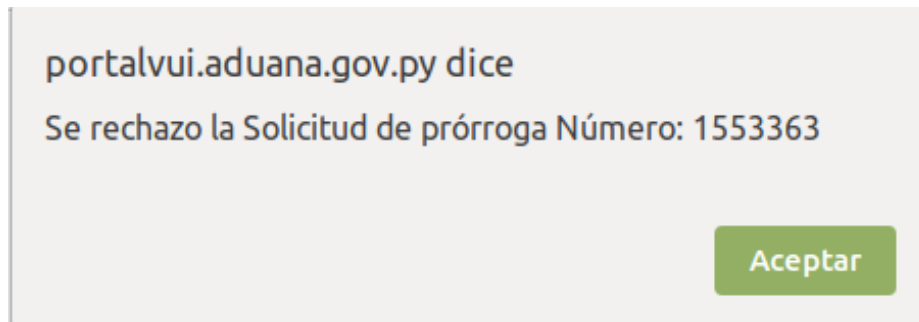 portalvui.aduana.gov.py dice
Se rechazo la Solicitud de prórroga Número: 1553363
Aceptar